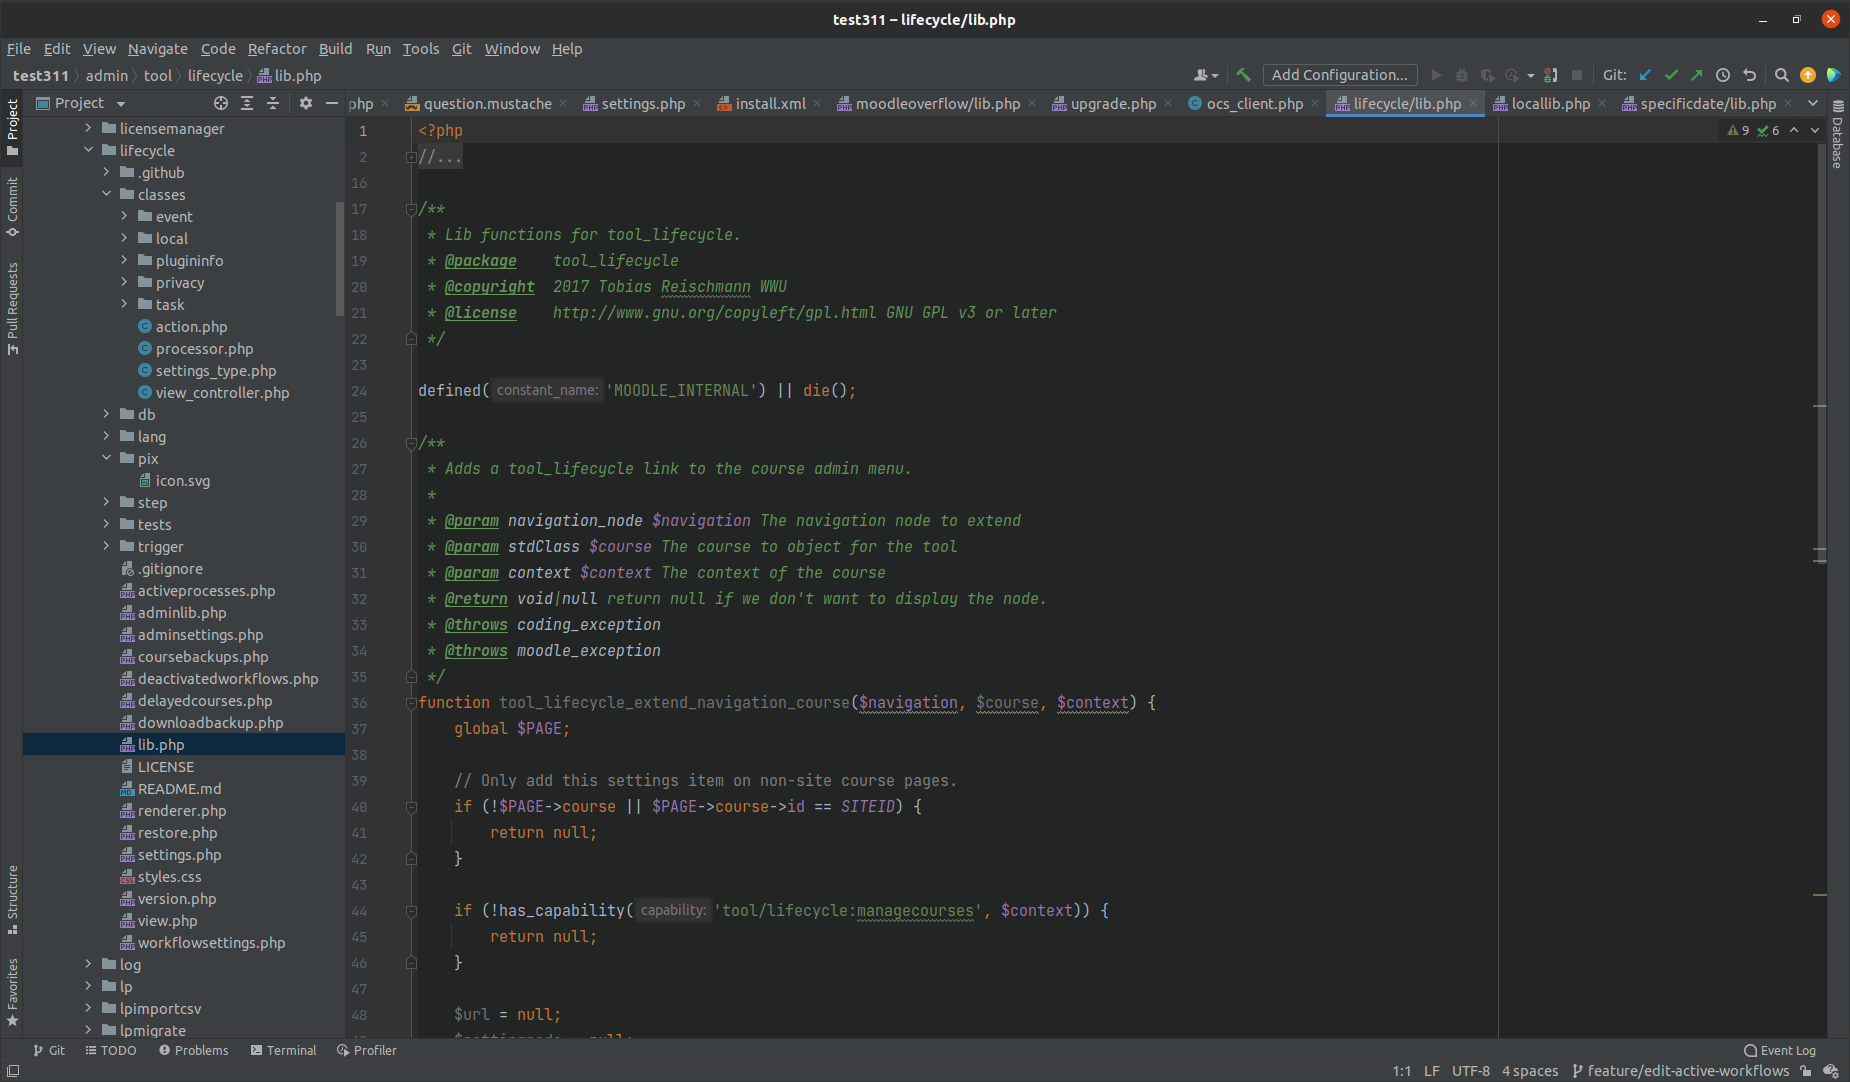 test311 – lifecycle/lib.php
File Edit View Navigate Code Refactor Build Run Tools Git Window Help
test311 admin tool lifecycle lib.php
Add Configuration...
Git:
Project
php question.mustache settings.php install.xml moodleoverflow/lib.php upgrade.php ocs_client.php lifecycle/lib.php locallib.php specificdate/lib.php
Project
Commit
Pull Requests
Structure
Favorites
Database
licensemanager
lifecycle
.github
classes
event
local
plugininfo
privacy
task
action.php
processor.php
settings_type.php
view_controller.php
db
lang
pix
icon.svg
step
tests
trigger
.gitignore
activeprocesses.php
adminlib.php
adminsettings.php
coursebackups.php
deactivatedworkflows.php
delayedcourses.php
downloadbackup.php
lib.php
LICENSE
README.md
renderer.php
restore.php
settings.php
styles.css
version.php
view.php
workflowsettings.php
log
lp
lpimportcsv
lpmigrate
9 6
1 <?php
2 //...
16
17 /**
18 * Lib functions for tool_lifecycle.
19 * @package tool_lifecycle
20 * @copyright 2017 Tobias Reischmann WWU
21 * @license http://www.gnu.org/copyleft/gpl.html GNU GPL v3 or later
22 */
23
24 defined( constant_name: 'MOODLE_INTERNAL') || die();
25
26 /**
27 * Adds a tool_lifecycle link to the course admin menu.
28 *
29 * @param navigation_node $navigation The navigation node to extend
30 * @param stdClass $course The course to object for the tool
31 * @param context $context The context of the course
32 * @return void|null return null if we don't want to display the node.
33 * @throws coding_exception
34 * @throws moodle_exception
35 */
36 function tool_lifecycle_extend_navigation_course($navigation, $course, $context) {
37 global $PAGE;
38
39 // Only add this settings item on non-site course pages.
40 if (!$PAGE->course || $PAGE->course->id == SITEID) {
41 return null;
42 }
43
44 if (!has_capability( capability: 'tool/lifecycle:managecourses', $context)) {
45 return null;
46 }
47
48 $url = null;
Git TODO Problems Terminal Profiler Event Log
1:1 LF UTF-8 4 spaces feature/edit-active-workflows